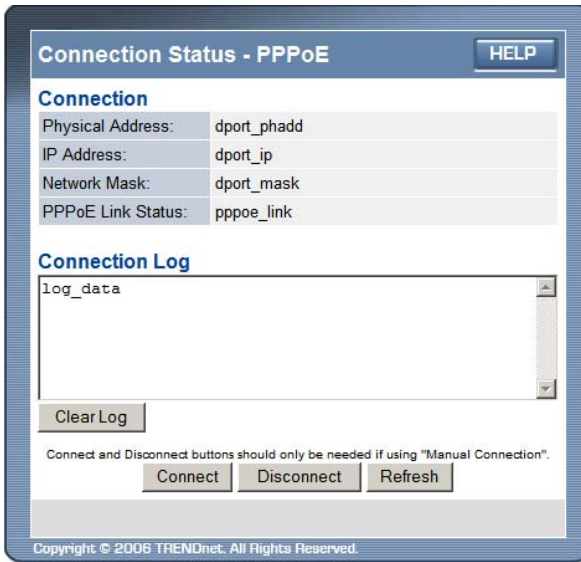 Connection Status - PPPoE
HELP
Connection
Physical Address: dport_phadd
IP Address: dport_ip
Network Mask: dport_mask
PPPoE Link Status: pppoe_link
Connection Log
log_data
Clear Log
Connect and Disconnect buttons should only be needed if using "Manual Connection".
Connect Disconnect Refresh
Copyright © 2006 TRENDnet. All Rights Reserved.